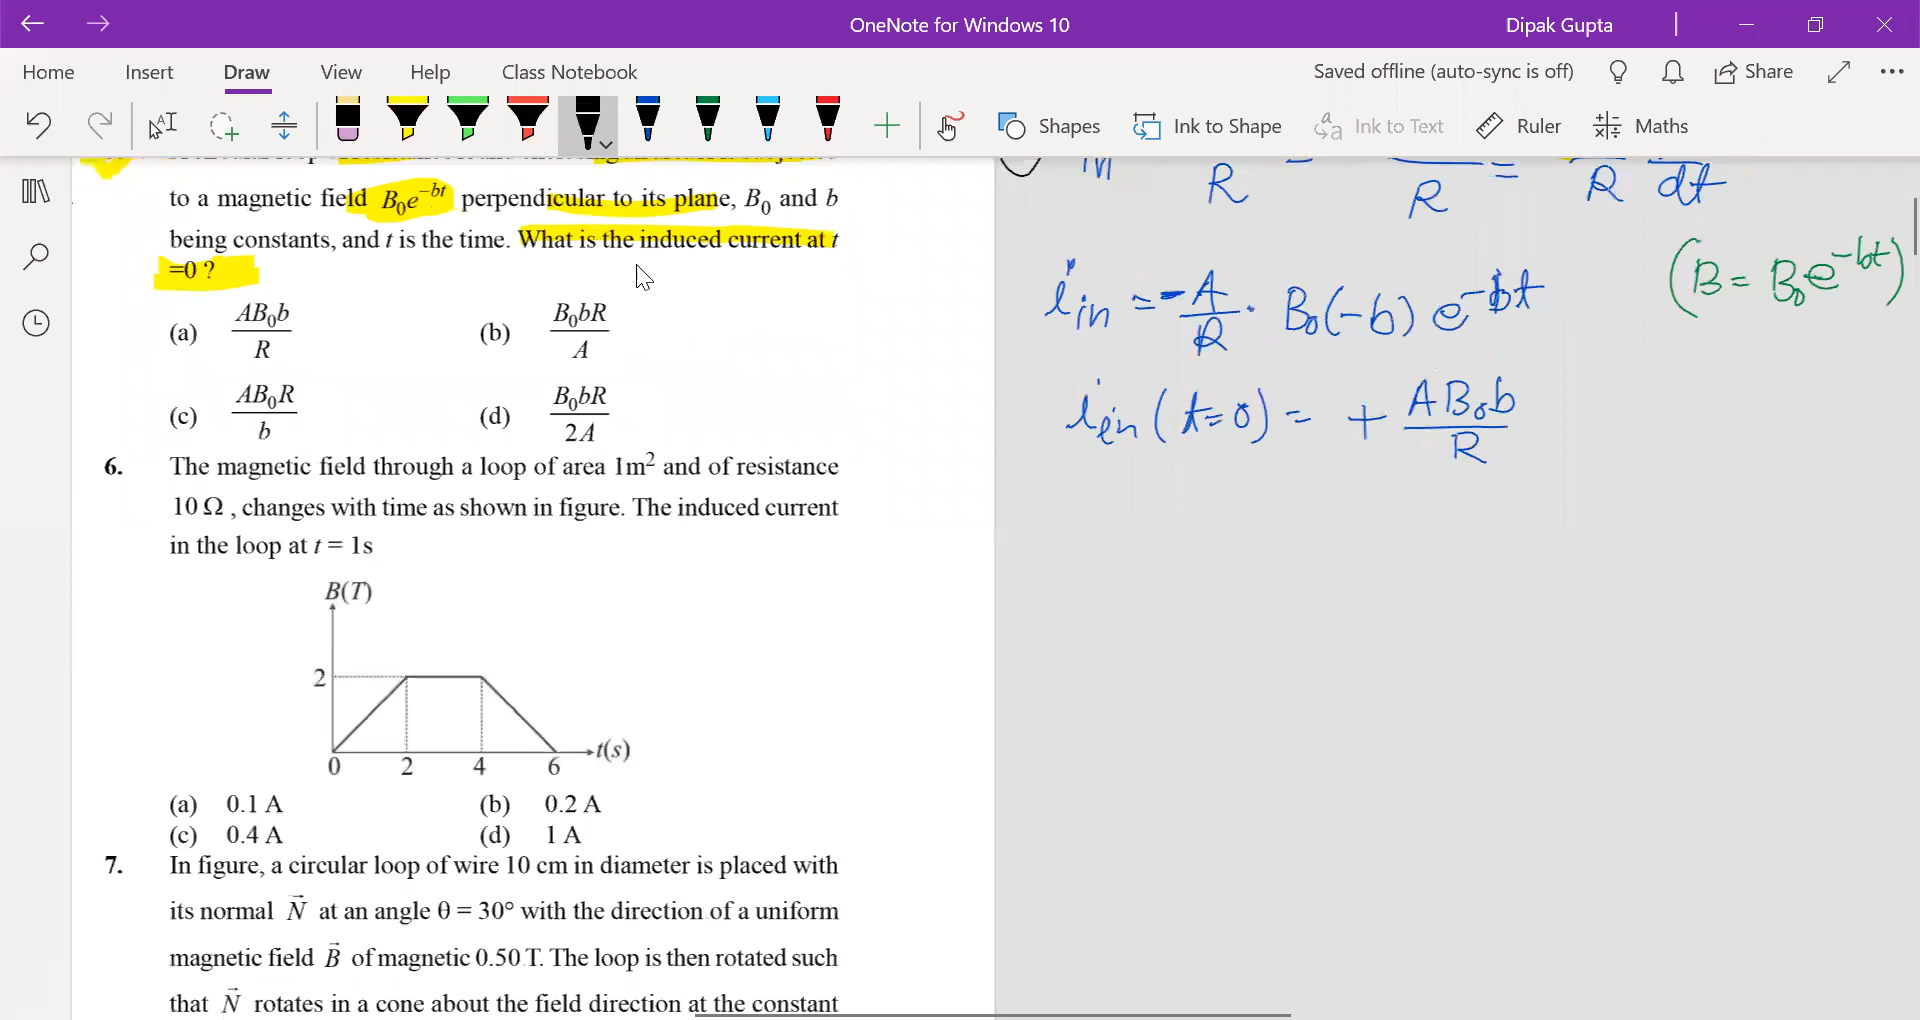 OneNote for Windows 10
Dipak Gupta
Home Insert Draw View Help Class Notebook
Saved offline (auto-sync is off) Share
Shapes Ink to Shape Ink to Text Ruler Maths
to a magnetic field B₀e^−bt perpendicular to its plane, B₀ and b
being constants, and t is the time. What is the induced current at t
=0 ?
(a) AB₀b/R (b) B₀bR/A
(c) AB₀R/b (d) B₀bR/2A
6. The magnetic field through a loop of area 1m² and of resistance
10 Ω , changes with time as shown in figure. The induced current
in the loop at t = 1s
B(T)
2
0 2 4 6 t(s)
(a) 0.1 A (b) 0.2 A
(c) 0.4 A (d) 1 A
7. In figure, a circular loop of wire 10 cm in diameter is placed with
its normal N⃗ at an angle θ = 30° with the direction of a uniform
magnetic field B⃗ of magnetic 0.50 T. The loop is then rotated such
that N⃗ rotates in a cone about the field direction at the constant
R = R = R dt
(B = B₀e^−bt)
i_in = −A/R · B₀(−b) e^−bt
i_in (t=0) = + AB₀b/R